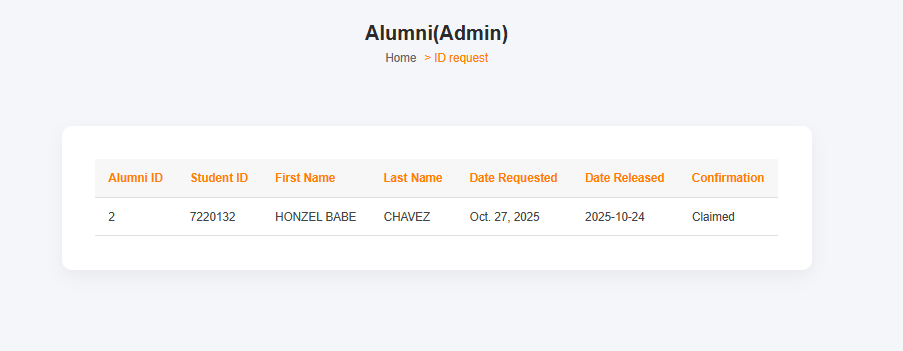 Alumni(Admin)
Home > ID request
Alumni ID Student ID First Name Last Name Date Requested Date Released Confirmation
2 7220132 HONZEL BABE CHAVEZ Oct. 27, 2025 2025-10-24 Claimed